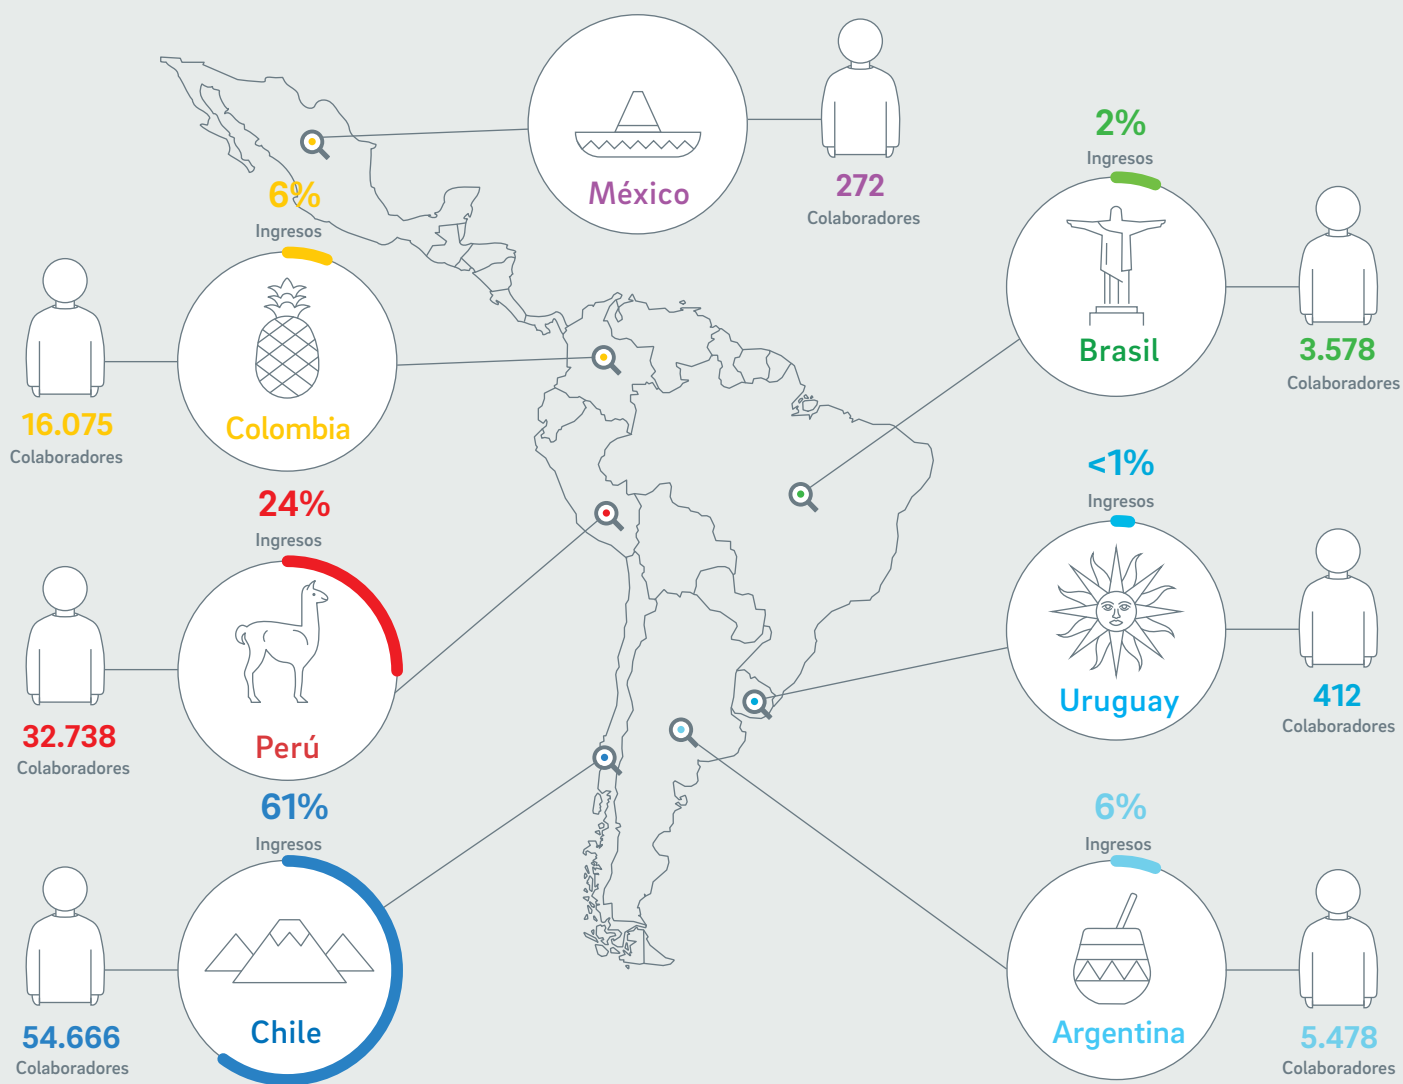 México
272
Colaboradores
2%
Ingresos
Brasil
3.578
Colaboradores
6%
Ingresos
Colombia
16.075
Colaboradores
<1%
Ingresos
Uruguay
412
Colaboradores
24%
Ingresos
Perú
32.738
Colaboradores
61%
Ingresos
Chile
54.666
Colaboradores
6%
Ingresos
Argentina
5.478
Colaboradores